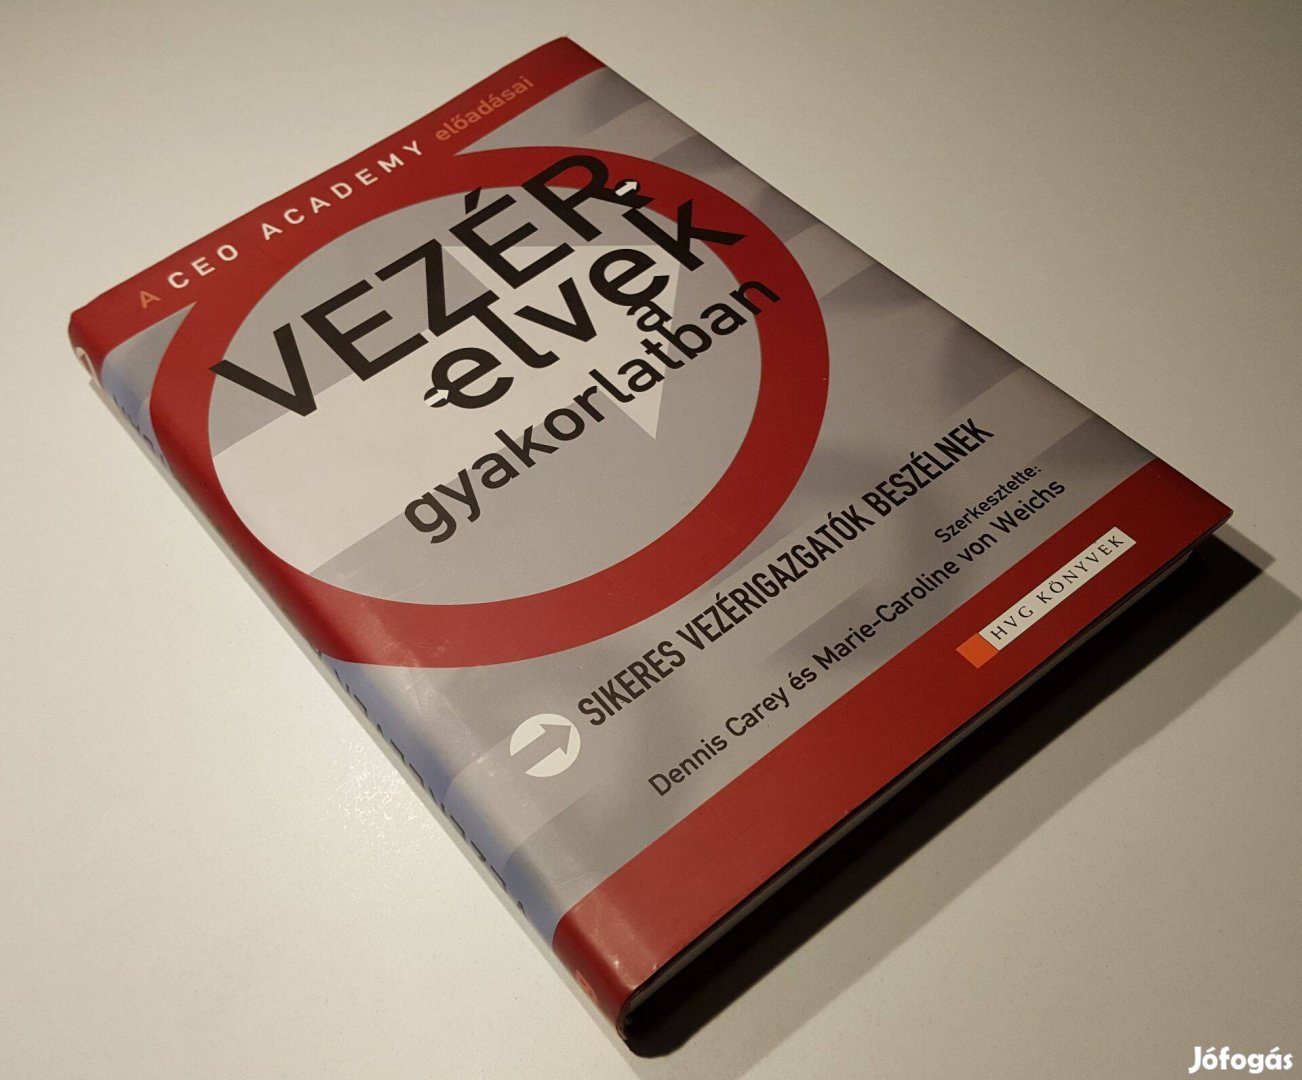 A CEO ACADEMY előadásai
VEZÉR-
-elvek
a
gyakorlatban
SIKERES VEZÉRIGAZGATÓK BESZÉLNEK
Szerkesztette:
Dennis Carey és Marie-Caroline von Weichs
HVG KÖNYVEK
Jófogás